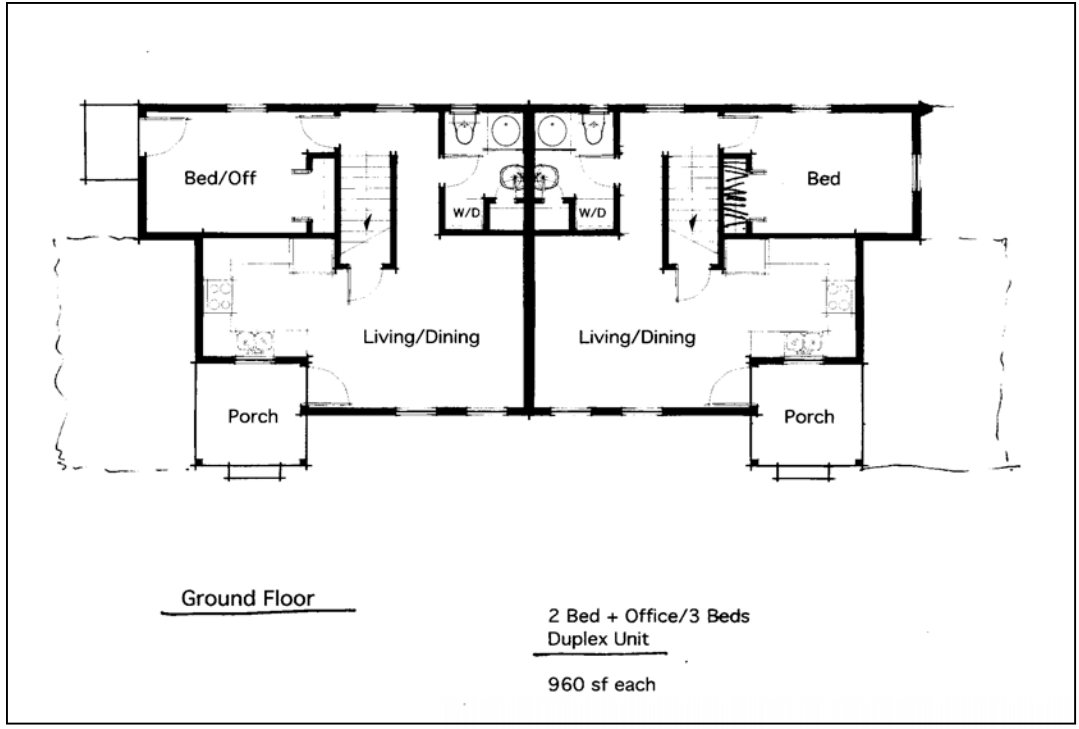 Bed/Off
Bed
W/D
W/D
Living/Dining
Living/Dining
Porch
Porch
Ground Floor
2 Bed + Office/3 Beds
Duplex Unit
960 sf each